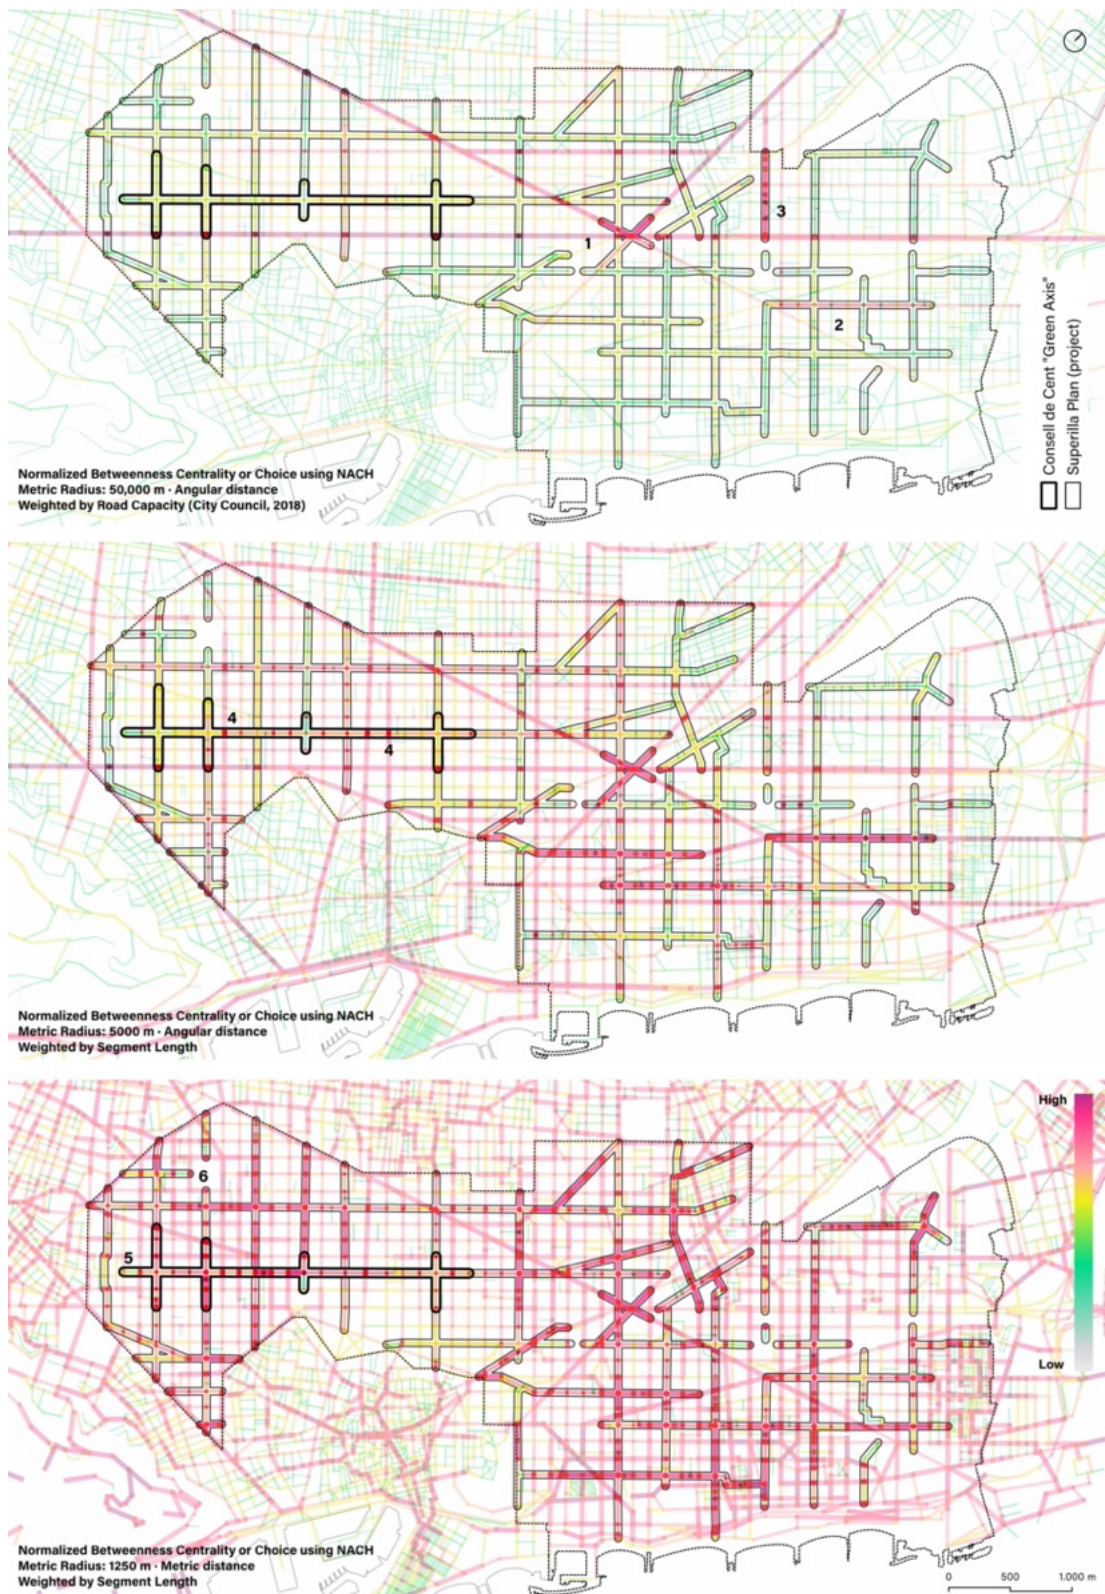 1
3
2
Consell de Cent "Green Axis"
Superilla Plan (project)
Normalized Betweenness Centrality or Choice using NACH
Metric Radius: 50,000 m · Angular distance
Weighted by Road Capacity (City Council, 2018)
4
4
Normalized Betweenness Centrality or Choice using NACH
Metric Radius: 5000 m · Angular distance
Weighted by Segment Length
High
6
5
Low
Normalized Betweenness Centrality or Choice using NACH
Metric Radius: 1250 m · Metric distance
Weighted by Segment Length
0 500 1,000 m